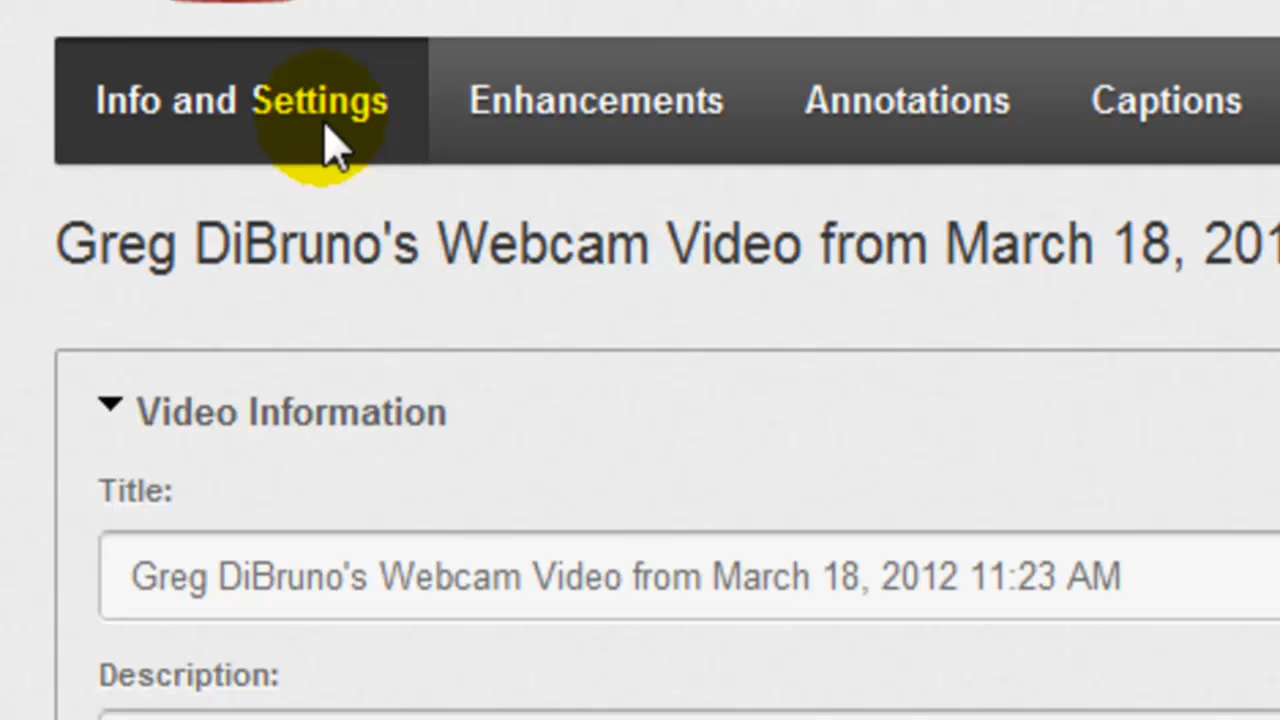 Info and Settings Enhancements Annotations Captions
Greg DiBruno's Webcam Video from March 18, 201
Video Information
Title:
Greg DiBruno's Webcam Video from March 18, 2012 11:23 AM
Description: